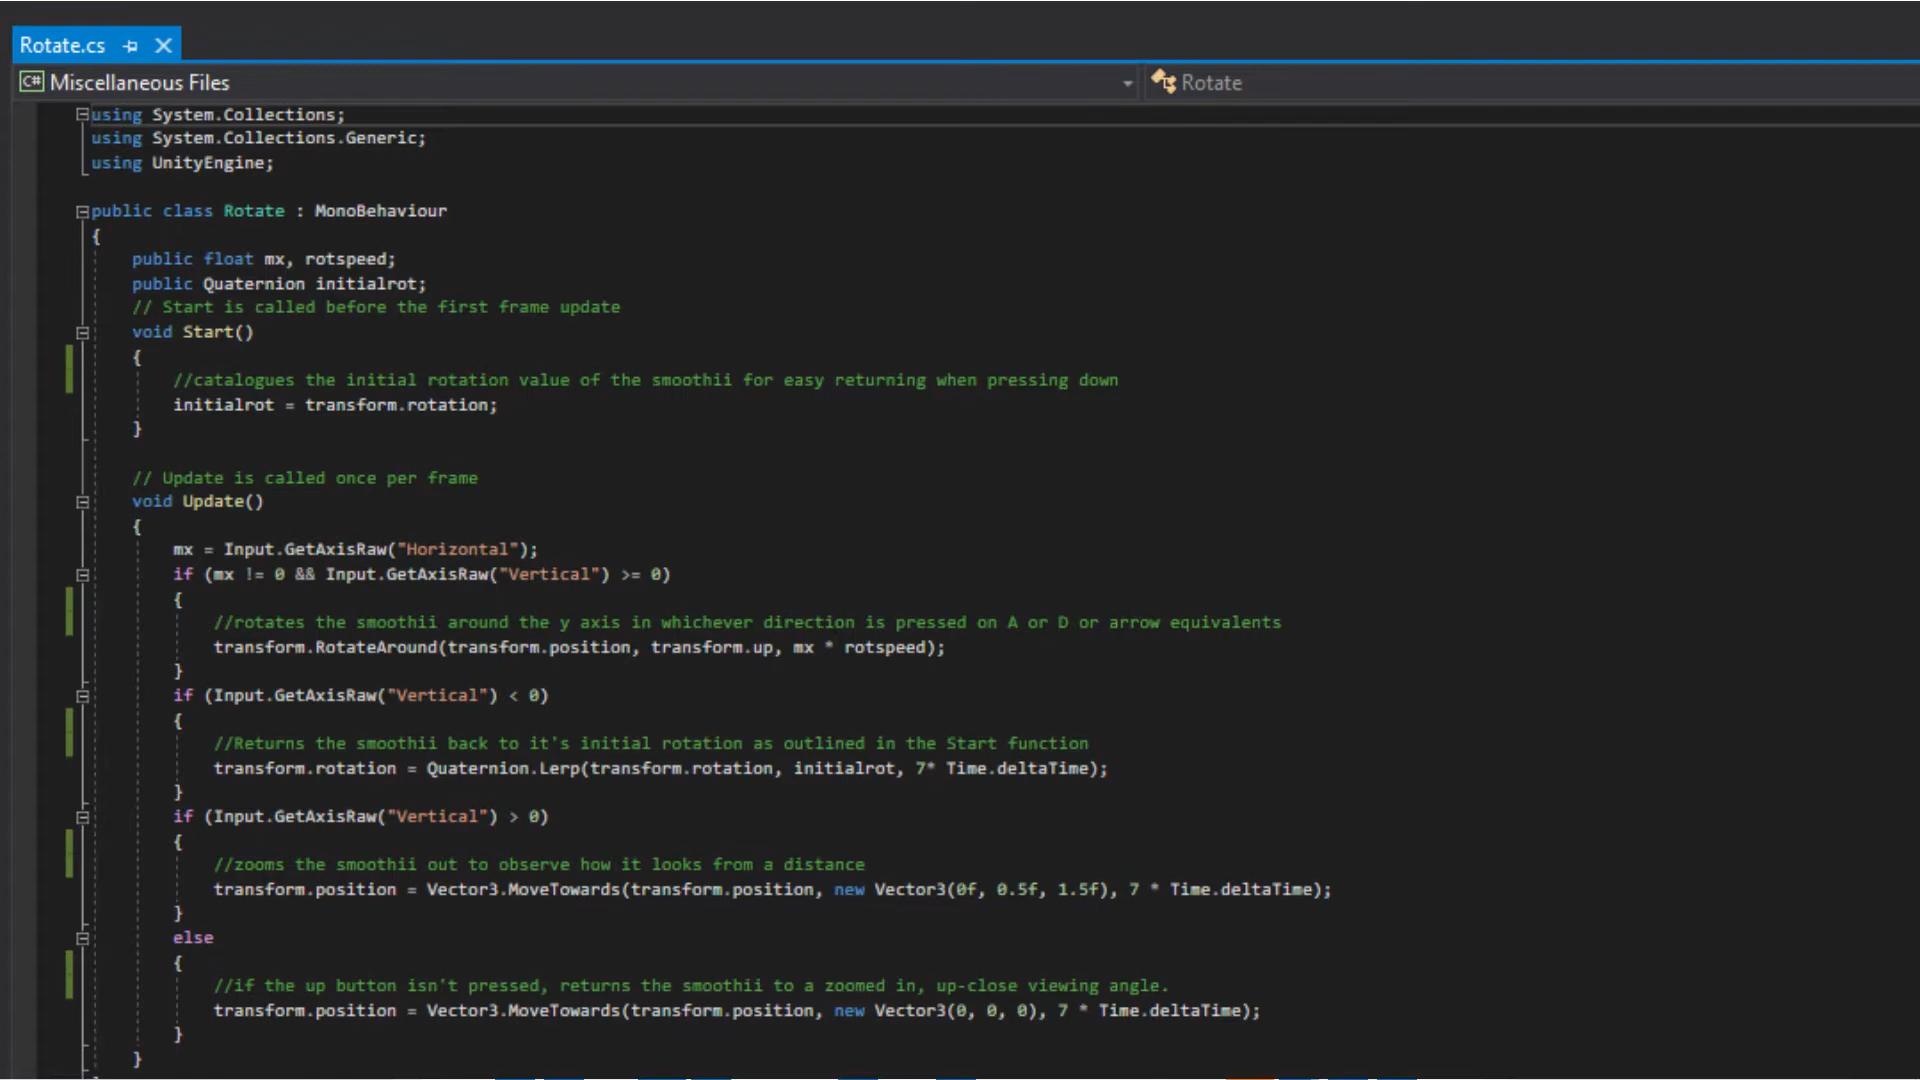 Rotate.cs
C# Miscellaneous Files
Rotate
using System.Collections;
using System.Collections.Generic;
using UnityEngine;
public class Rotate : MonoBehaviour
{
public float mx, rotspeed;
public Quaternion initialrot;
// Start is called before the first frame update
void Start()
{
//catalogues the initial rotation value of the smoothii for easy returning when pressing down
initialrot = transform.rotation;
}
// Update is called once per frame
void Update()
{
mx = Input.GetAxisRaw("Horizontal");
if (mx != 0 && Input.GetAxisRaw("Vertical") >= 0)
{
//rotates the smoothii around the y axis in whichever direction is pressed on A or D or arrow equivalents
transform.RotateAround(transform.position, transform.up, mx * rotspeed);
}
if (Input.GetAxisRaw("Vertical") < 0)
{
//Returns the smoothii back to it's initial rotation as outlined in the Start function
transform.rotation = Quaternion.Lerp(transform.rotation, initialrot, 7* Time.deltaTime);
}
if (Input.GetAxisRaw("Vertical") > 0)
{
//zooms the smoothii out to observe how it looks from a distance
transform.position = Vector3.MoveTowards(transform.position, new Vector3(0f, 0.5f, 1.5f), 7 * Time.deltaTime);
}
else
{
//if the up button isn't pressed, returns the smoothii to a zoomed in, up-close viewing angle.
transform.position = Vector3.MoveTowards(transform.position, new Vector3(0, 0, 0), 7 * Time.deltaTime);
}
}